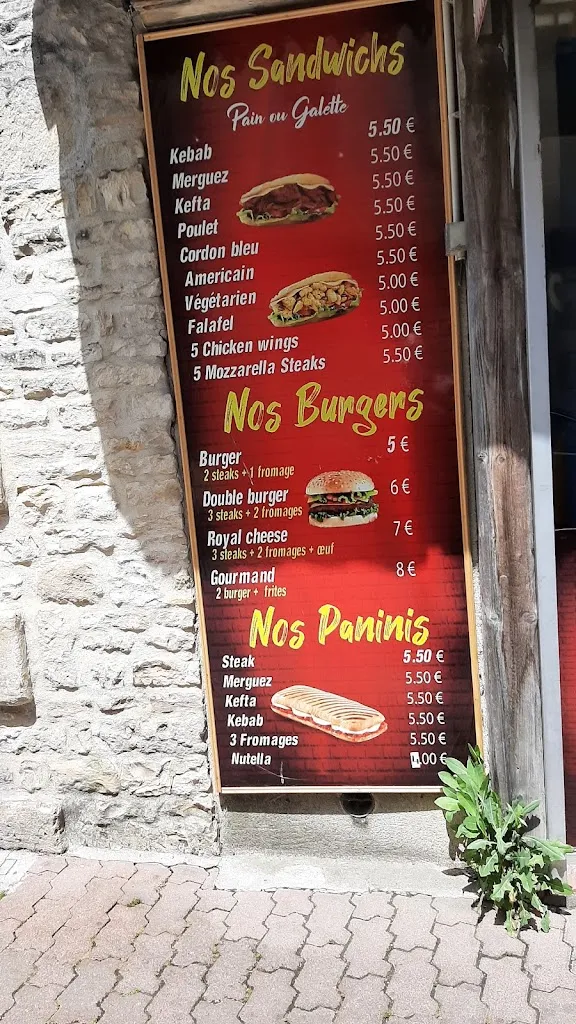 Nos Sandwichs
Pain ou Galette
Kebab 5.50 €
Merguez 5.50 €
Kefta 5.50 €
Poulet 5.50 €
Cordon bleu 5.50 €
Americain 5.50 €
Végétarien 5.00 €
Falafel 5.00 €
5 Chicken wings 5.00 €
5 Mozzarella Steaks 5.50 €
Nos Burgers
Burger 5 €
2 steaks + 1 fromage
Double burger 6 €
3 steaks + 2 fromages
Royal cheese 7 €
3 steaks + 2 fromages + œuf
Gourmand 8 €
2 burger + frites
Nos Paninis
Steak 5.50 €
Merguez 5.50 €
Kefta 5.50 €
Kebab 5.50 €
3 Fromages 5.50 €
Nutella 4.00 €